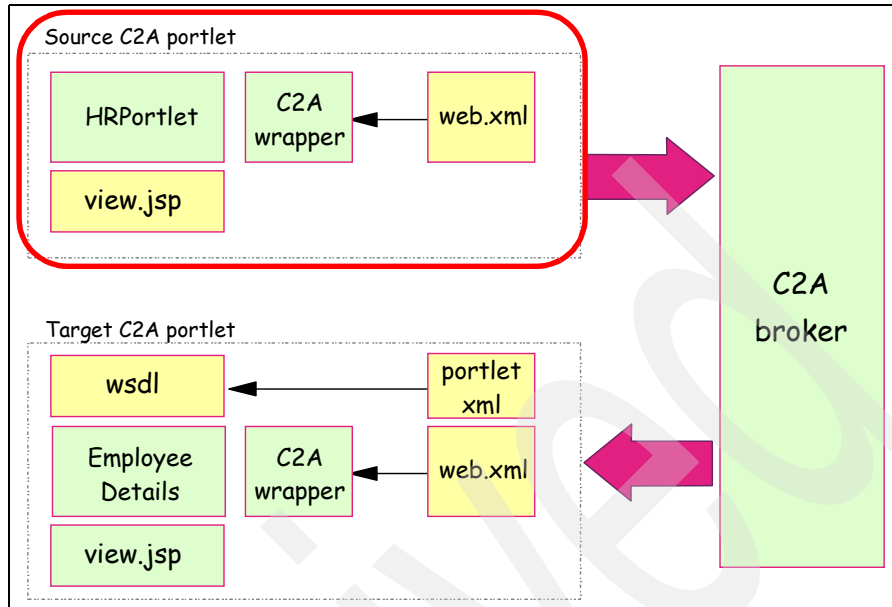 Source C2A portlet
HRPortlet
C2A
wrapper
web.xml
view.jsp
C2A
broker
Target C2A portlet
wsdl
portlet
xml
Employee
Details
C2A
wrapper
web.xml
view.jsp